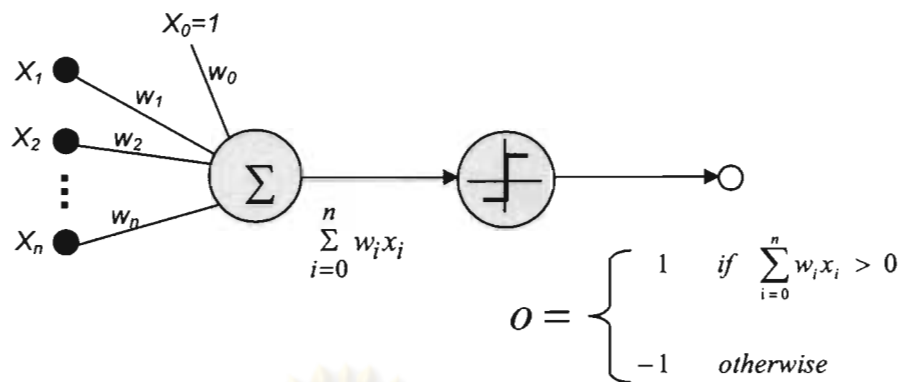 X₀=1
X₁
w₀
w₁
X₂
w₂
⋮
wₙ
Xₙ
Σ
n
Σ wᵢxᵢ
i=0
O = { 1 if Σ wᵢxᵢ > 0
n
i=0
−1 otherwise